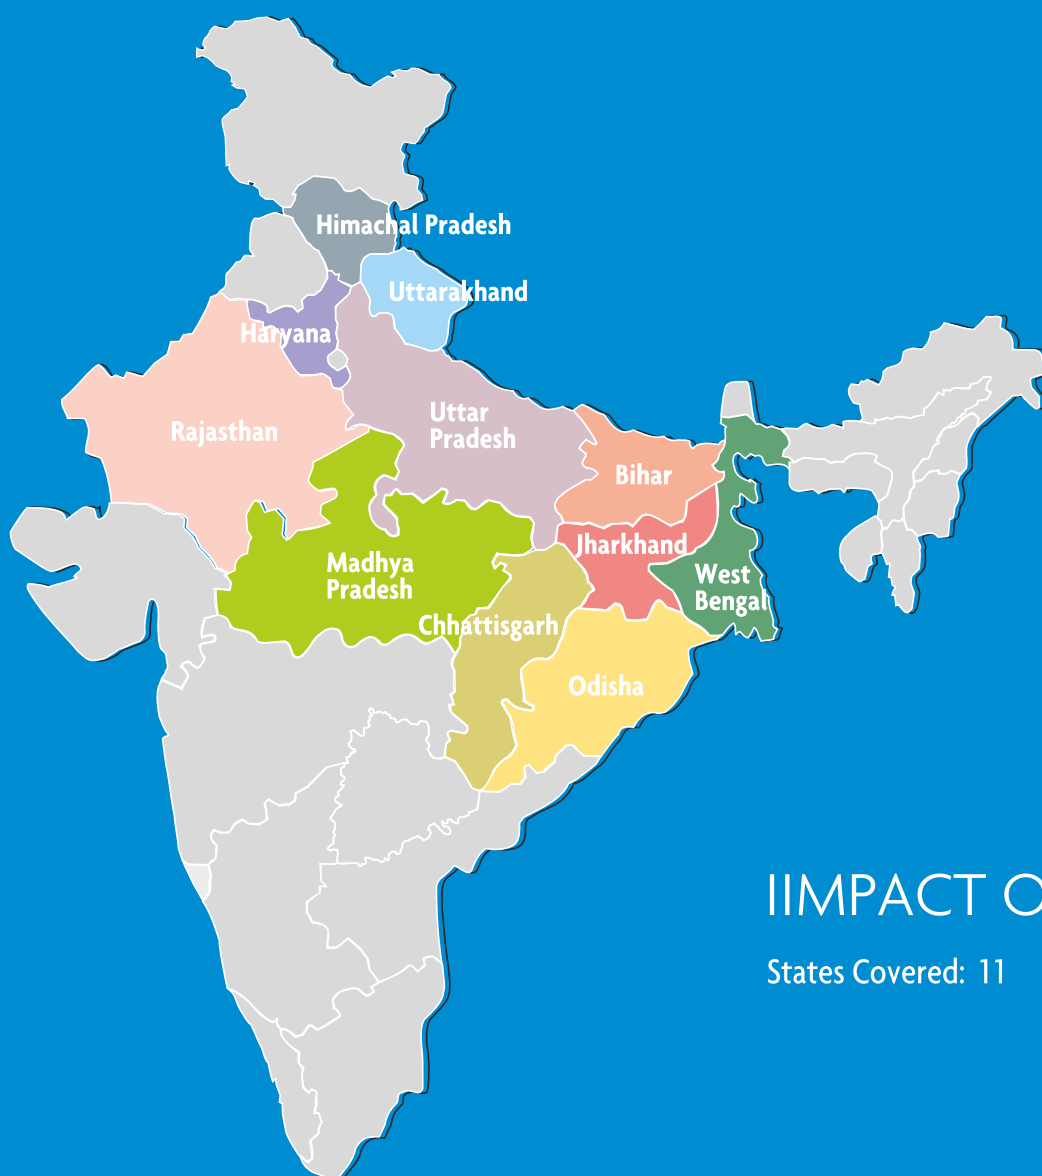 Himachal Pradesh
Uttarakhand
Haryana
Uttar
Pradesh
Rajasthan
Bihar
Jharkhand
Madhya
Pradesh
West
Bengal
Chhattisgarh
Odisha
IIMPACT O
States Covered: 11